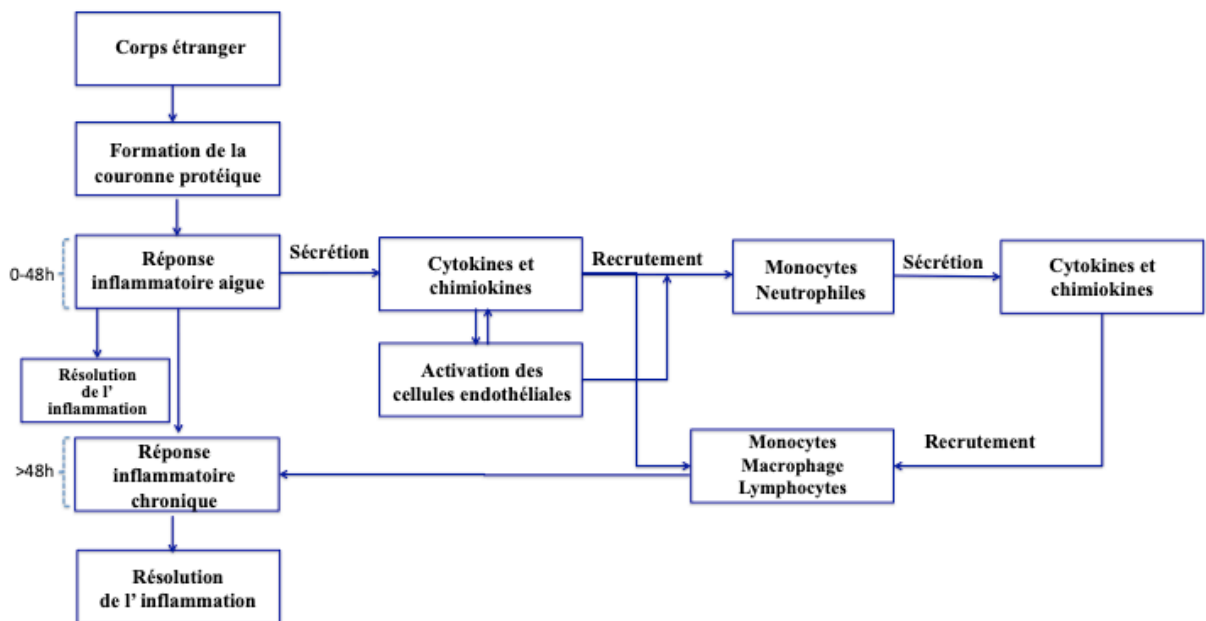 Corps étranger
Formation de la
couronne protéique
0-48h
Réponse
inflammatoire aigue
Sécrétion
Cytokines et
chimiokines
Recrutement
Monocytes
Neutrophiles
Sécrétion
Cytokines et
chimiokines
Activation des
cellules endothéliales
Résolution
de l’
inflammation
>48h
Réponse
inflammatoire
chronique
Monocytes
Macrophage
Lymphocytes
Recrutement
Résolution
de l’ inflammation